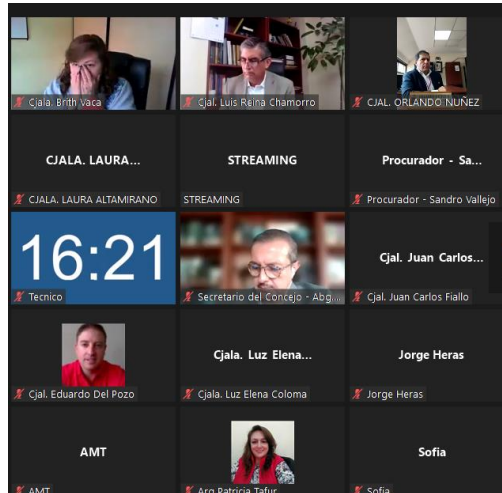 Cjala. Brith Vaca
Cjal. Luis Reina Chamorro
CJAL. ORLANDO NUÑEZ
CJALA. LAURA...
CJALA. LAURA ALTAMIRANO
STREAMING
STREAMING
Procurador - Sa...
Procurador - Sandro Vallejo
16:21
Tecnico
Secretario del Concejo - Abg....
Cjal. Juan Carlos...
Cjal. Juan Carlos Fiallo
Cjal. Eduardo Del Pozo
Cjala. Luz Elena...
Cjala. Luz Elena Coloma
Jorge Heras
Jorge Heras
AMT
AMT
Arq Patricia Tafur
Sofia
Sofia